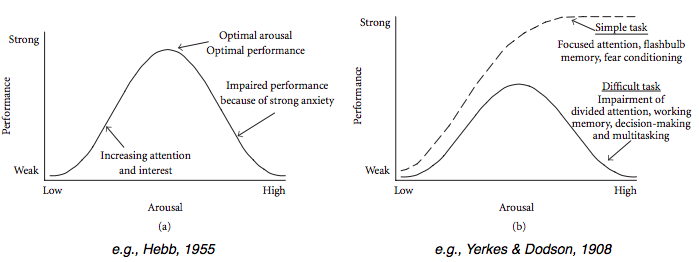 Strong
Optimal arousal
Optimal performance
Impaired performance
because of strong anxiety
Increasing attention
and interest
Weak
Performance
Low
High
Arousal
(a)
e.g., Hebb, 1955
Strong
Simple task
Focused attention, flashbulb
memory, fear conditioning
Difficult task
Impairment of
divided attention, working
memory, decision-making
and multitasking
Weak
Performance
Low
High
Arousal
(b)
e.g., Yerkes & Dodson, 1908